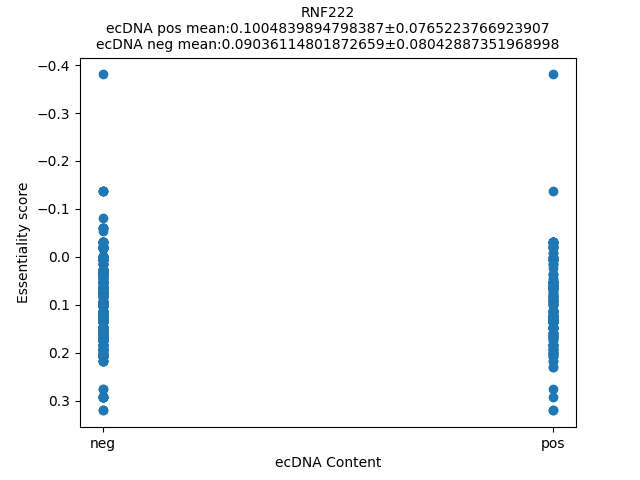 RNF222
ecDNA pos mean:0.1004839894798387±0.0765223766923907
ecDNA neg mean:0.09036114801872659±0.08042887351968998
−0.4
−0.3
−0.2
−0.1
0.0
0.1
0.2
0.3
Essentiality score
neg
pos
ecDNA Content